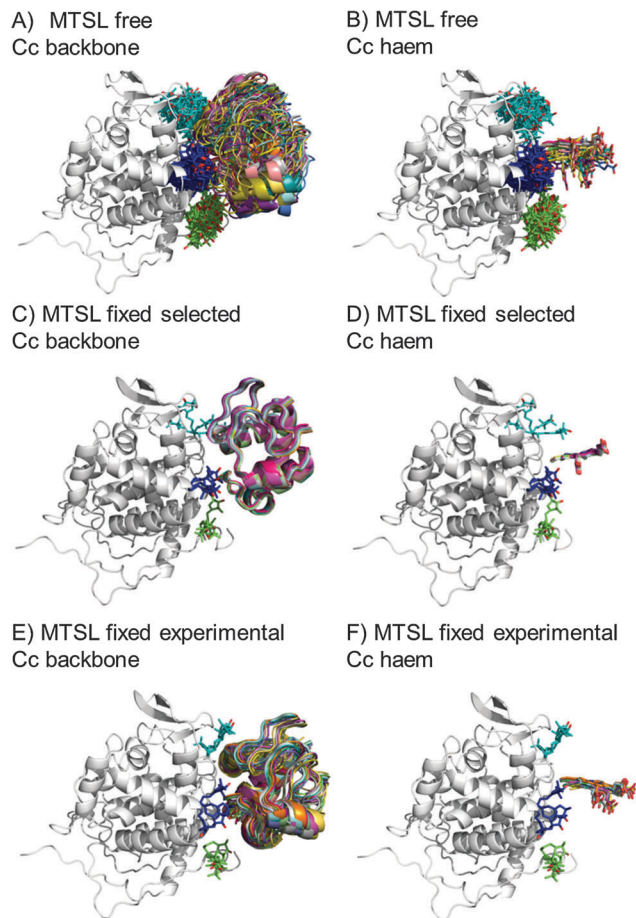 A) MTSL free
Cc backbone
B) MTSL free
Cc haem
C) MTSL fixed selected
Cc backbone
D) MTSL fixed selected
Cc haem
E) MTSL fixed experimental
Cc backbone
F) MTSL fixed experimental
Cc haem